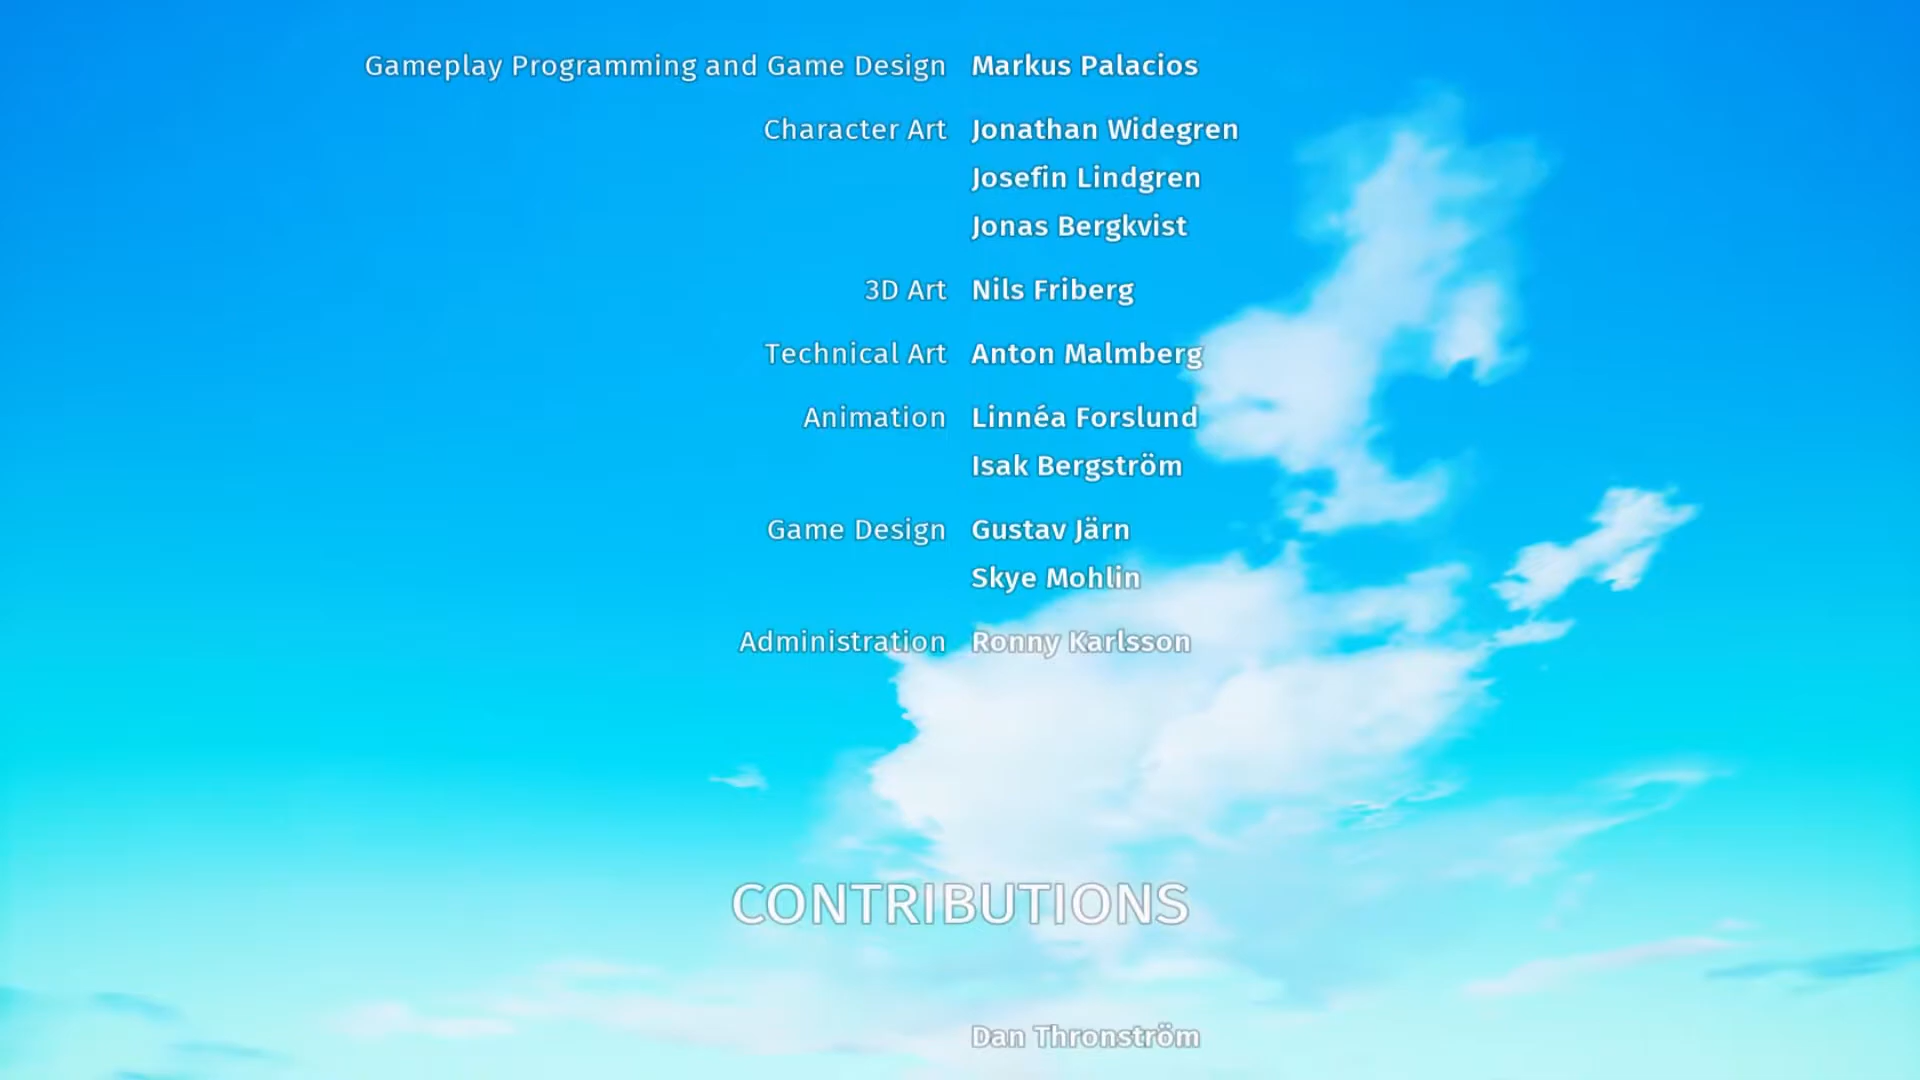 Gameplay Programming and Game Design Markus Palacios
Character Art Jonathan Widegren
Josefin Lindgren
Jonas Bergkvist
3D Art Nils Friberg
Technical Art Anton Malmberg
Animation Linnéa Forslund
Isak Bergström
Game Design Gustav Järn
Skye Mohlin
Administration Ronny Karlsson
CONTRIBUTIONS
Dan Thronström